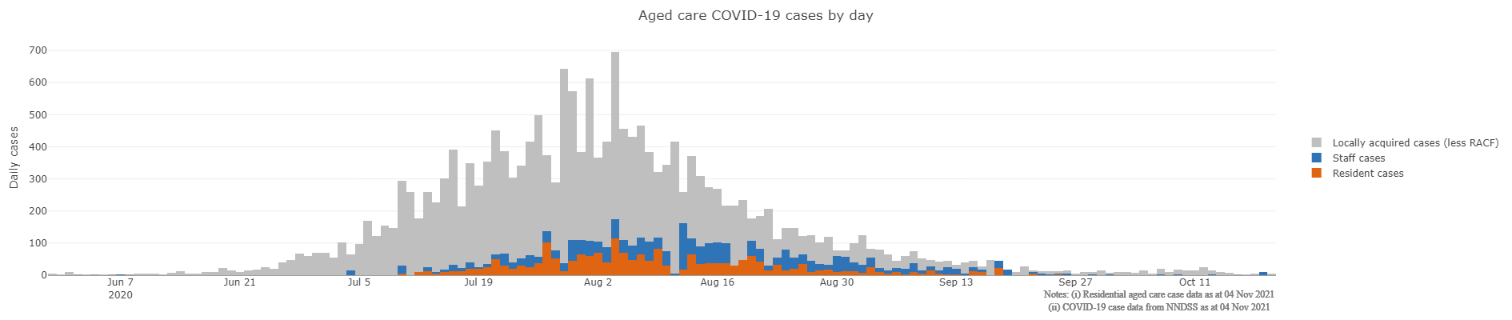 Aged care COVID-19 cases by day
700
600
500
400
300
200
100
0
Daily cases
Jun 7
2020
Jun 21
Jul 5
Jul 19
Aug 2
Aug 16
Aug 30
Sep 13
Sep 27
Oct 11
Locally acquired cases (less RACF)
Staff cases
Resident cases
Notes: (i) Residential aged care case data as at 04 Nov 2021
(ii) COVID-19 case data from NNDSS as at 04 Nov 2021